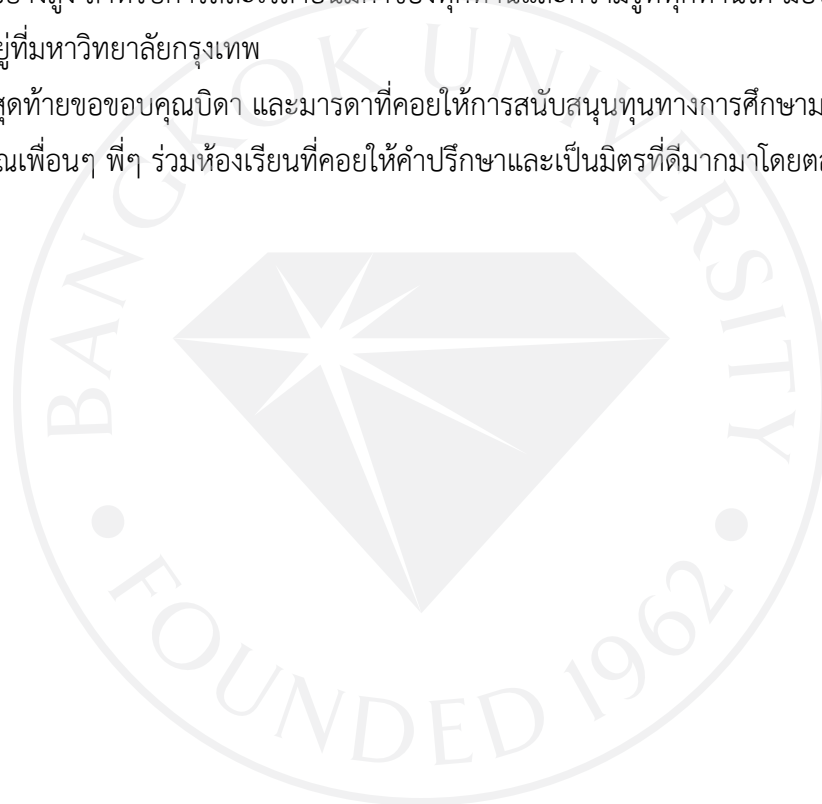 ยู่ที่มหาวิทยาลัยกรุงเทพ
สุดท้ายขอขอบคุณบิดา และมารดาที่คอยให้การสนับสนุนทุนทางการศึกษาม
ณเพื่อนๆ พี่ๆ ร่วมห้องเรียนที่คอยให้คำปรึกษาและเป็นมิตรที่ดีมากมาโดยต
BANGKOK UNIVERSITY
FOUNDED 1962